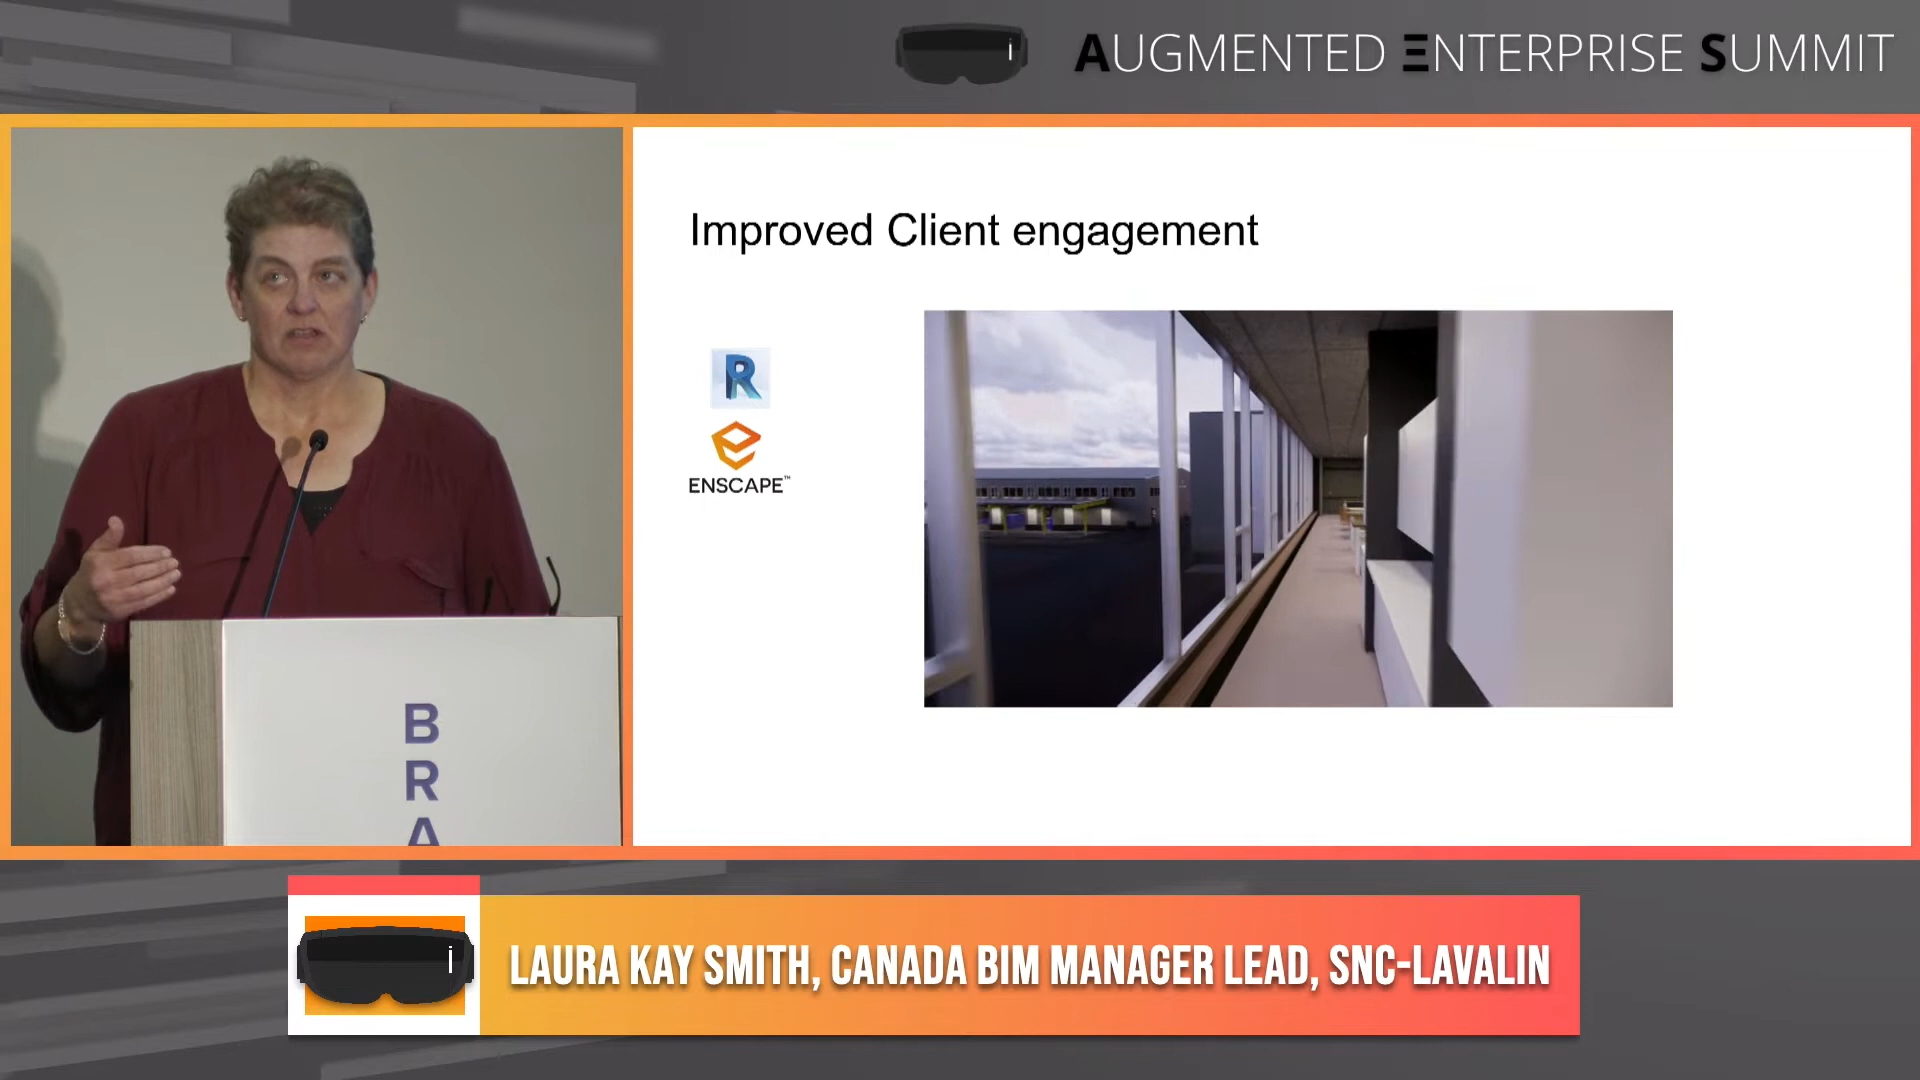 AUGMENTED ENTERPRISE SUMMIT
Improved Client engagement
R
ENSCAPE™
B
R
A
LAURA KAY SMITH, CANADA BIM MANAGER LEAD, SNC-LAVALIN